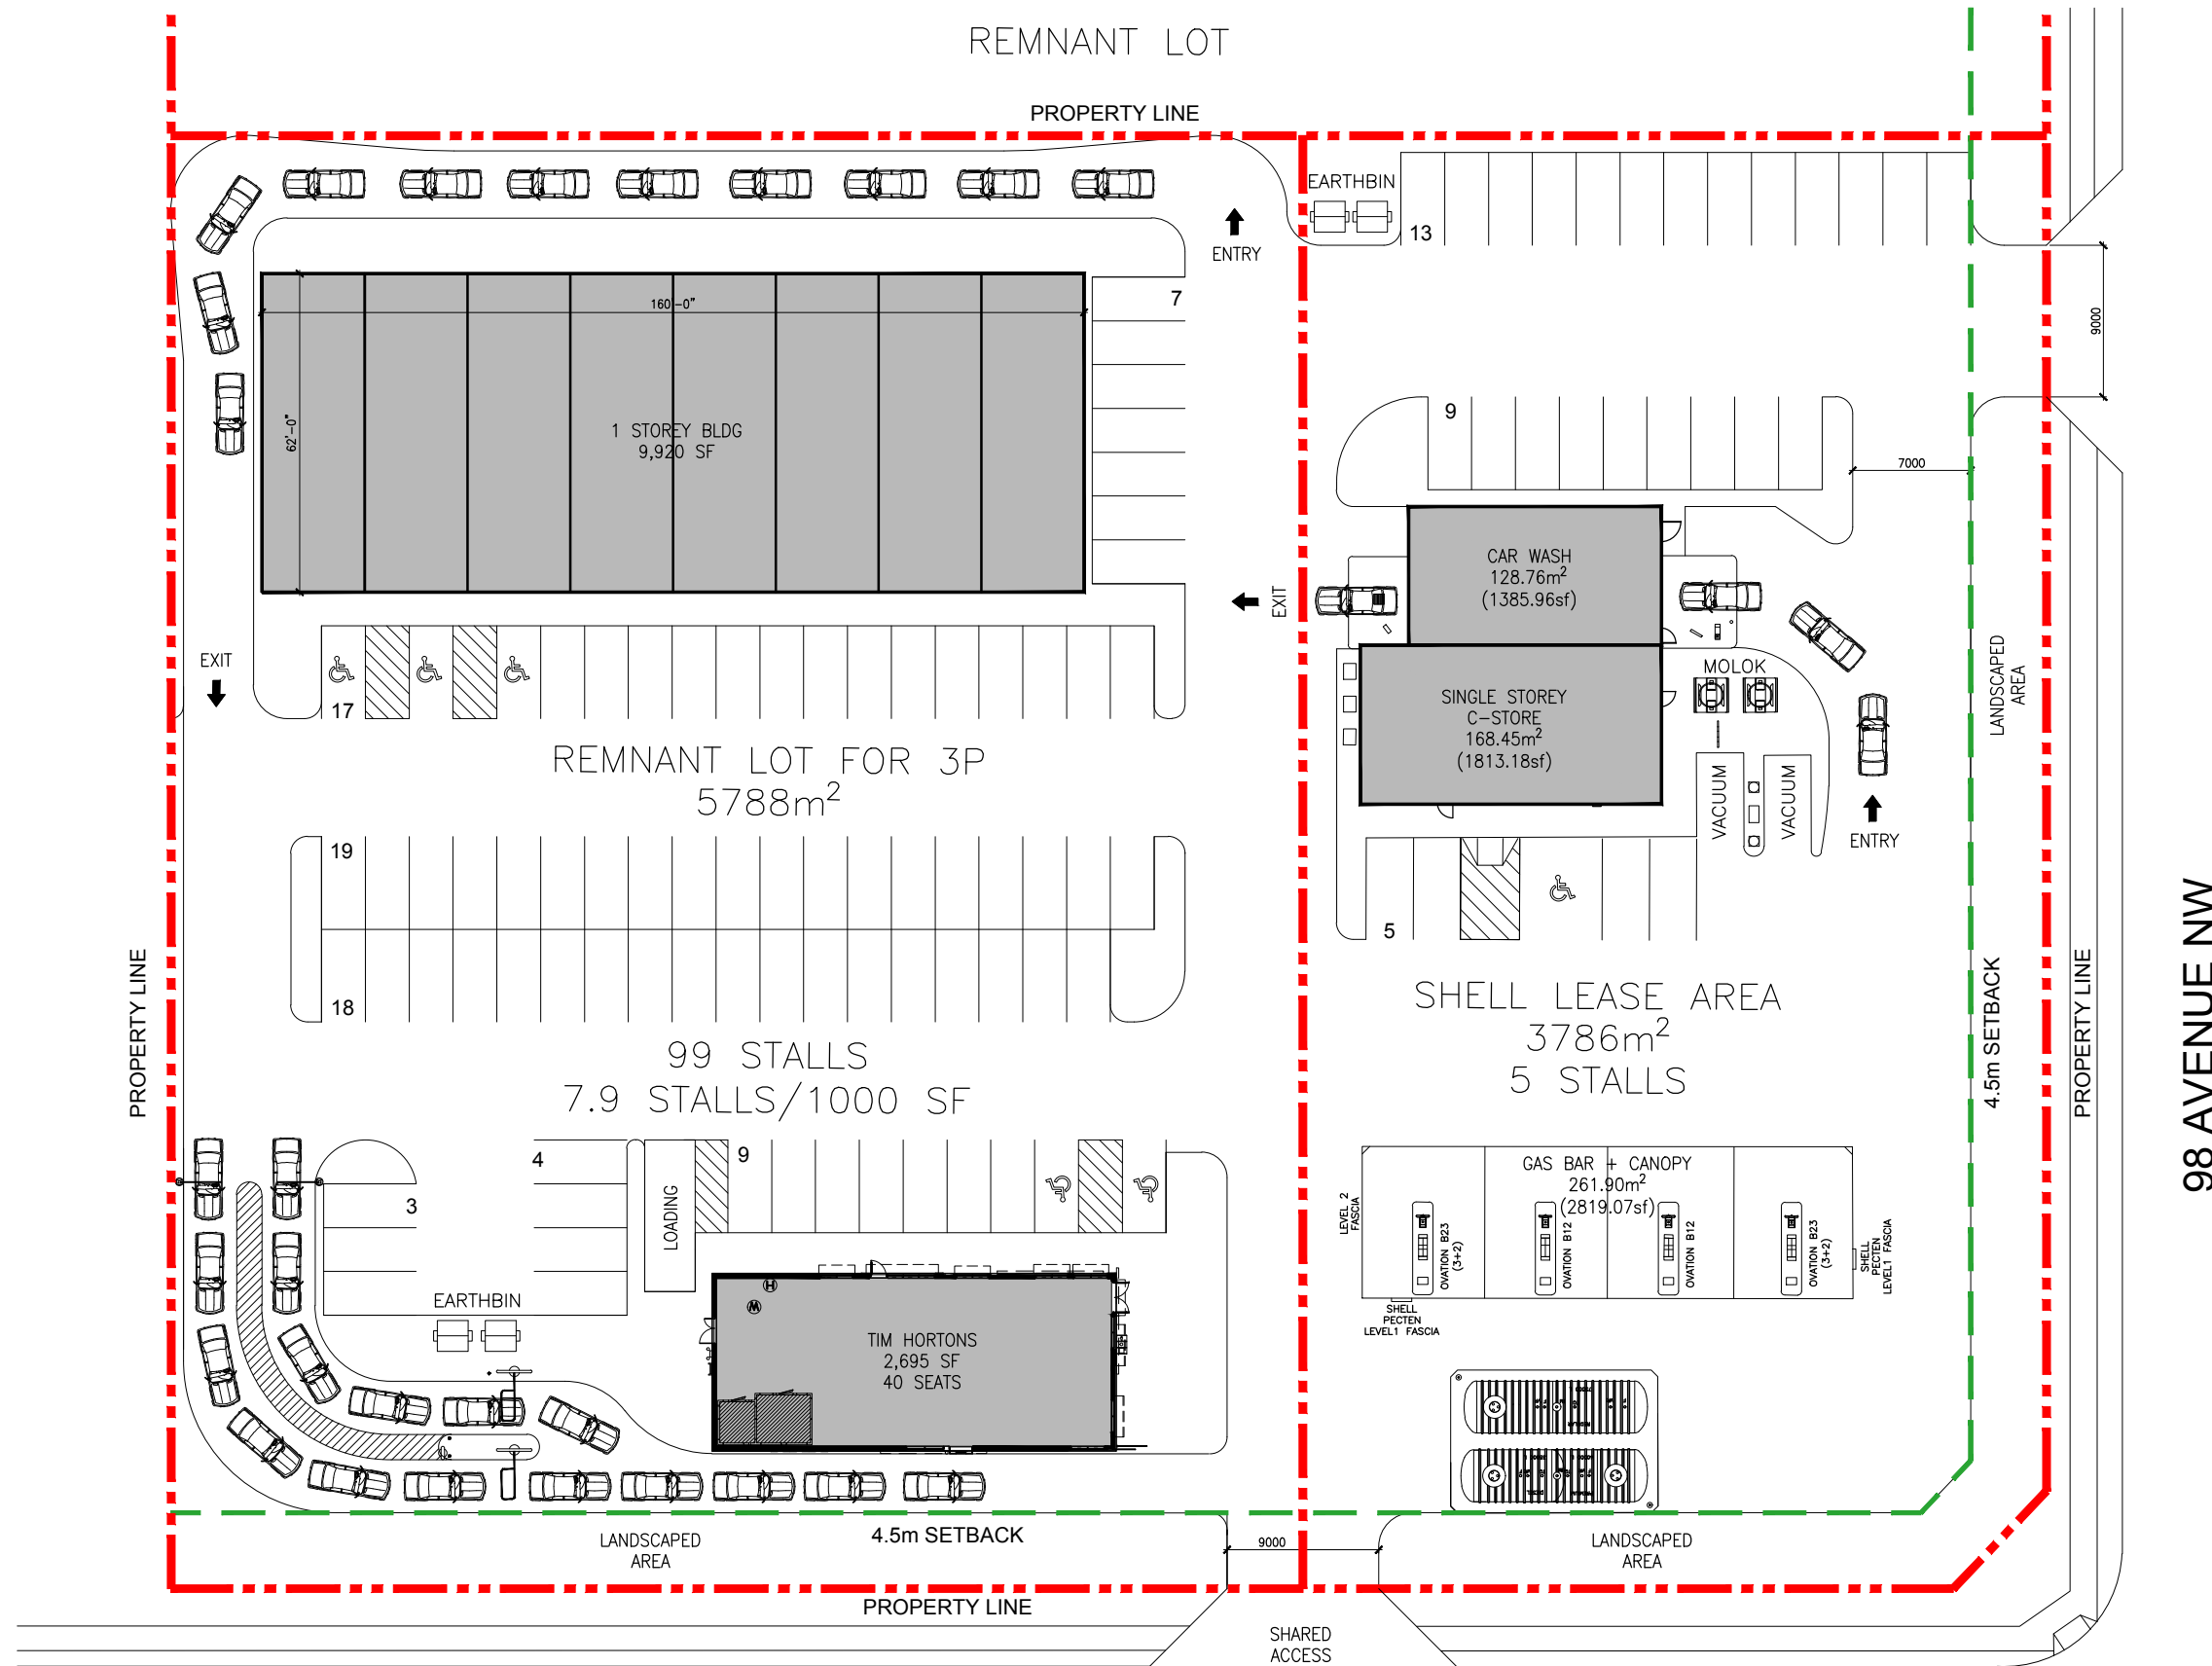 REMNANT LOT
PROPERTY LINE
EARTHBIN
13
ENTRY
7
160'-0"
62'-0"
1 STOREY BLDG
9,920 SF
9000
9
7000
CAR WASH
128.76m²
(1385.96sf)
EXIT
EXIT
17
SINGLE STOREY
C-STORE
168.45m²
(1813.18sf)
MOLOK
VACUUM
VACUUM
ENTRY
LANDSCAPED
AREA
REMNANT LOT FOR 3P
5788m²
19
18
5
99 STALLS
7.9 STALLS/1000 SF
SHELL LEASE AREA
3786m²
5 STALLS
PROPERTY LINE
4.5m SETBACK
PROPERTY LINE
98 AVENUE NW
4
3
9
LOADING
EARTHBIN
H
W
TIM HORTONS
2,695 SF
40 SEATS
GAS BAR + CANOPY
261.90m²
(2819.07sf)
LEVEL 2
FASCIA
OVATION B23
(3+2)
OVATION B12
OVATION B12
OVATION B23
(3+2)
SHELL
PECTEN
LEVEL1 FASCIA
SHELL
PECTEN
LEVEL1 FASCIA
LANDSCAPED
AREA
4.5m SETBACK
9000
LANDSCAPED
AREA
PROPERTY LINE
SHARED
ACCESS